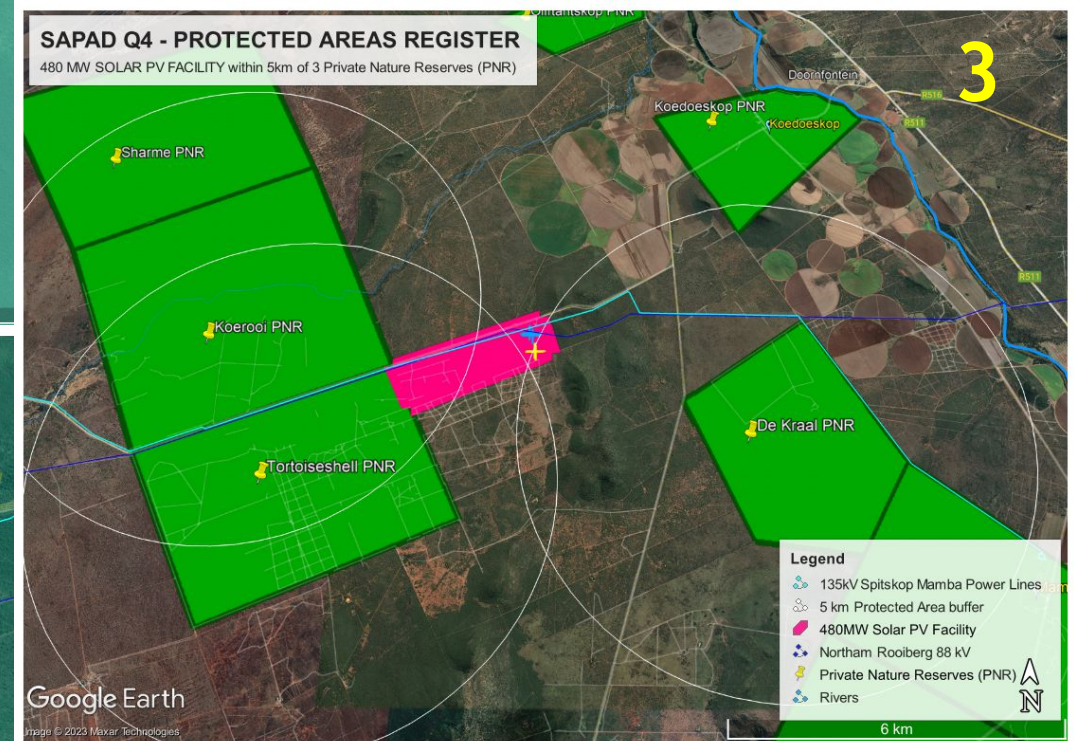 Olifantskop PNR
SAPAD Q4 - PROTECTED AREAS REGISTER
480 MW SOLAR PV FACILITY within 5km of 3 Private Nature Reserves (PNR)
3
Doornfontein
R516
Koedoeskop PNR
Koedoeskop
R511
Sharme PNR
R511
Koerooi PNR
De Kraal PNR
Tortoiseshell PNR
Legend
135kV Spitskop Mamba Power Lines
5 km Protected Area buffer
480MW Solar PV Facility
Northam Rooiberg 88 kV
Private Nature Reserves (PNR)
Rivers
N
Google Earth
Image © 2023 Maxar Technologies
6 km